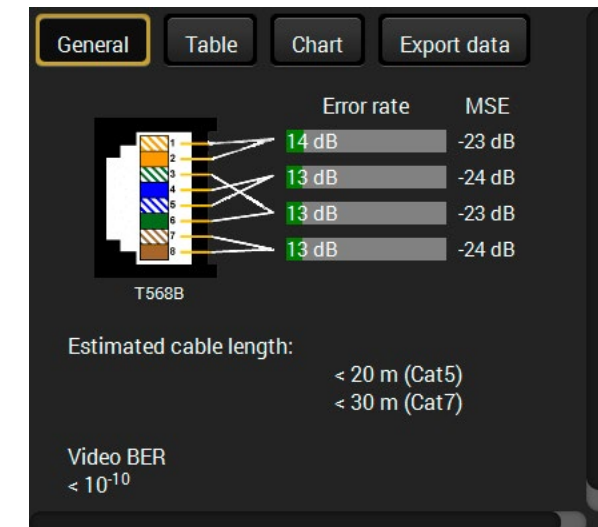 General Table Chart Export data
Error rate MSE
1 14 dB -23 dB
2
3 13 dB -24 dB
4
5 13 dB -23 dB
6
7 13 dB -24 dB
8
T568B
Estimated cable length:
< 20 m (Cat5)
< 30 m (Cat7)
Video BER
< 10⁻¹⁰